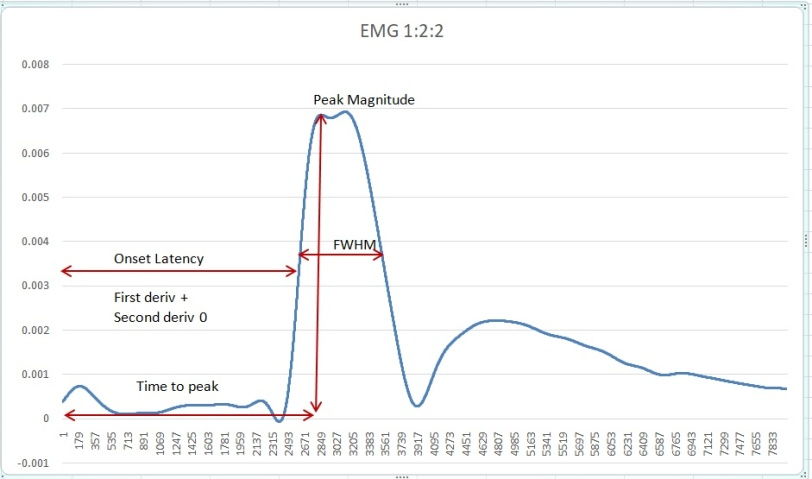 EMG 1:2:2
0.008
Peak Magnitude
0.007
0.006
0.005
0.004
FWHM
Onset Latency
0.003
First deriv +
Second deriv 0
0.002
0.001
Time to peak
0
-0.001
1 179 357 535 713 891 1069 1247 1425 1603 1781 1959 2137 2315 2493 2671 2849 3027 3205 3383 3561 3739 3917 4095 4273 4451 4629 4807 4985 5163 5341 5519 5697 5875 6053 6231 6409 6587 6765 6943 7121 7299 7477 7655 7833